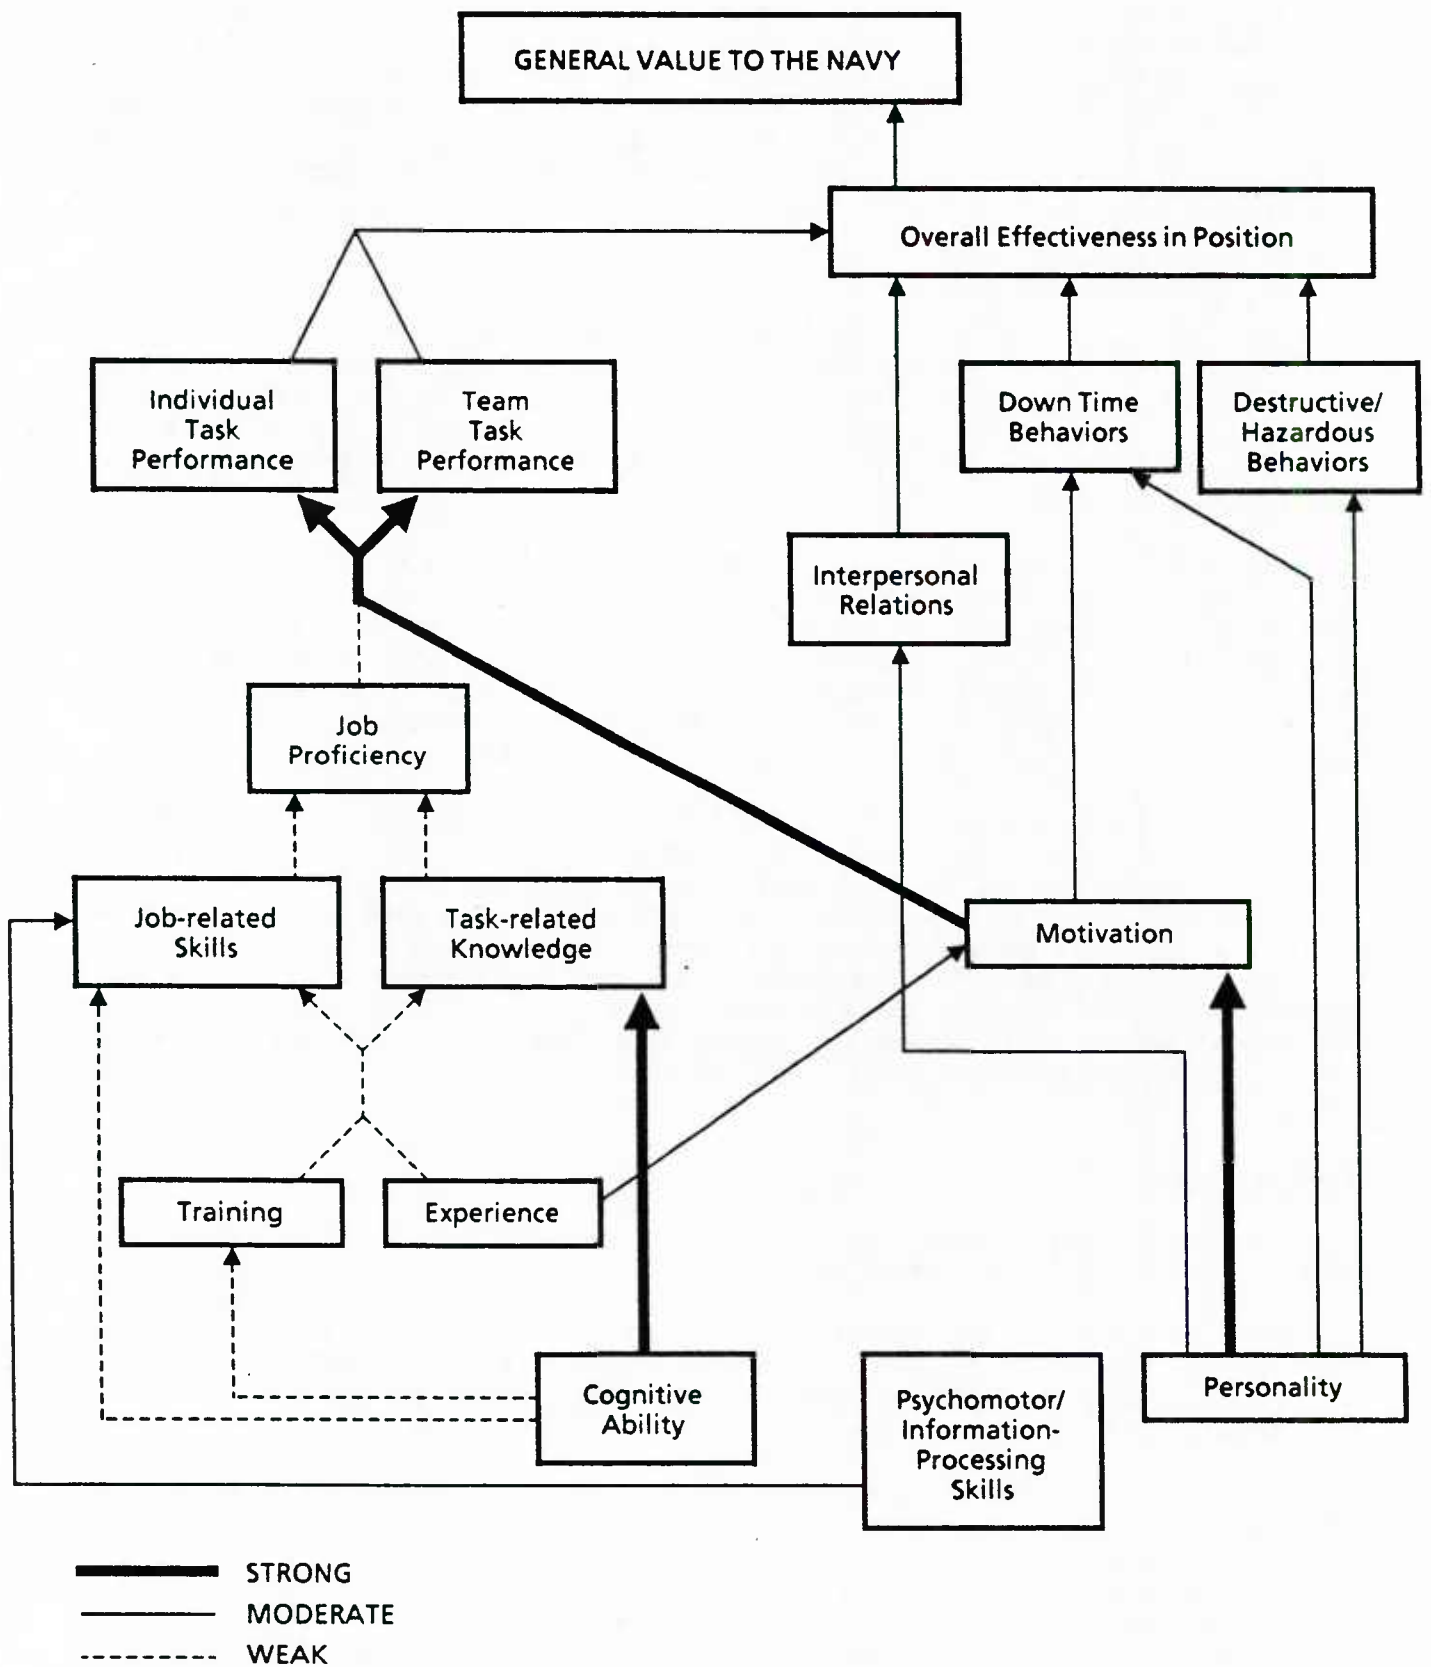 GENERAL VALUE TO THE NAVY
Overall Effectiveness in Position
Individual
Task
Performance
Team
Task
Performance
Down Time
Behaviors
Destructive/
Hazardous
Behaviors
Interpersonal
Relations
Job
Proficiency
Job-related
Skills
Task-related
Knowledge
Motivation
Training
Experience
Cognitive
Ability
Psychomotor/
Information-
Processing
Skills
Personality
STRONG
MODERATE
WEAK